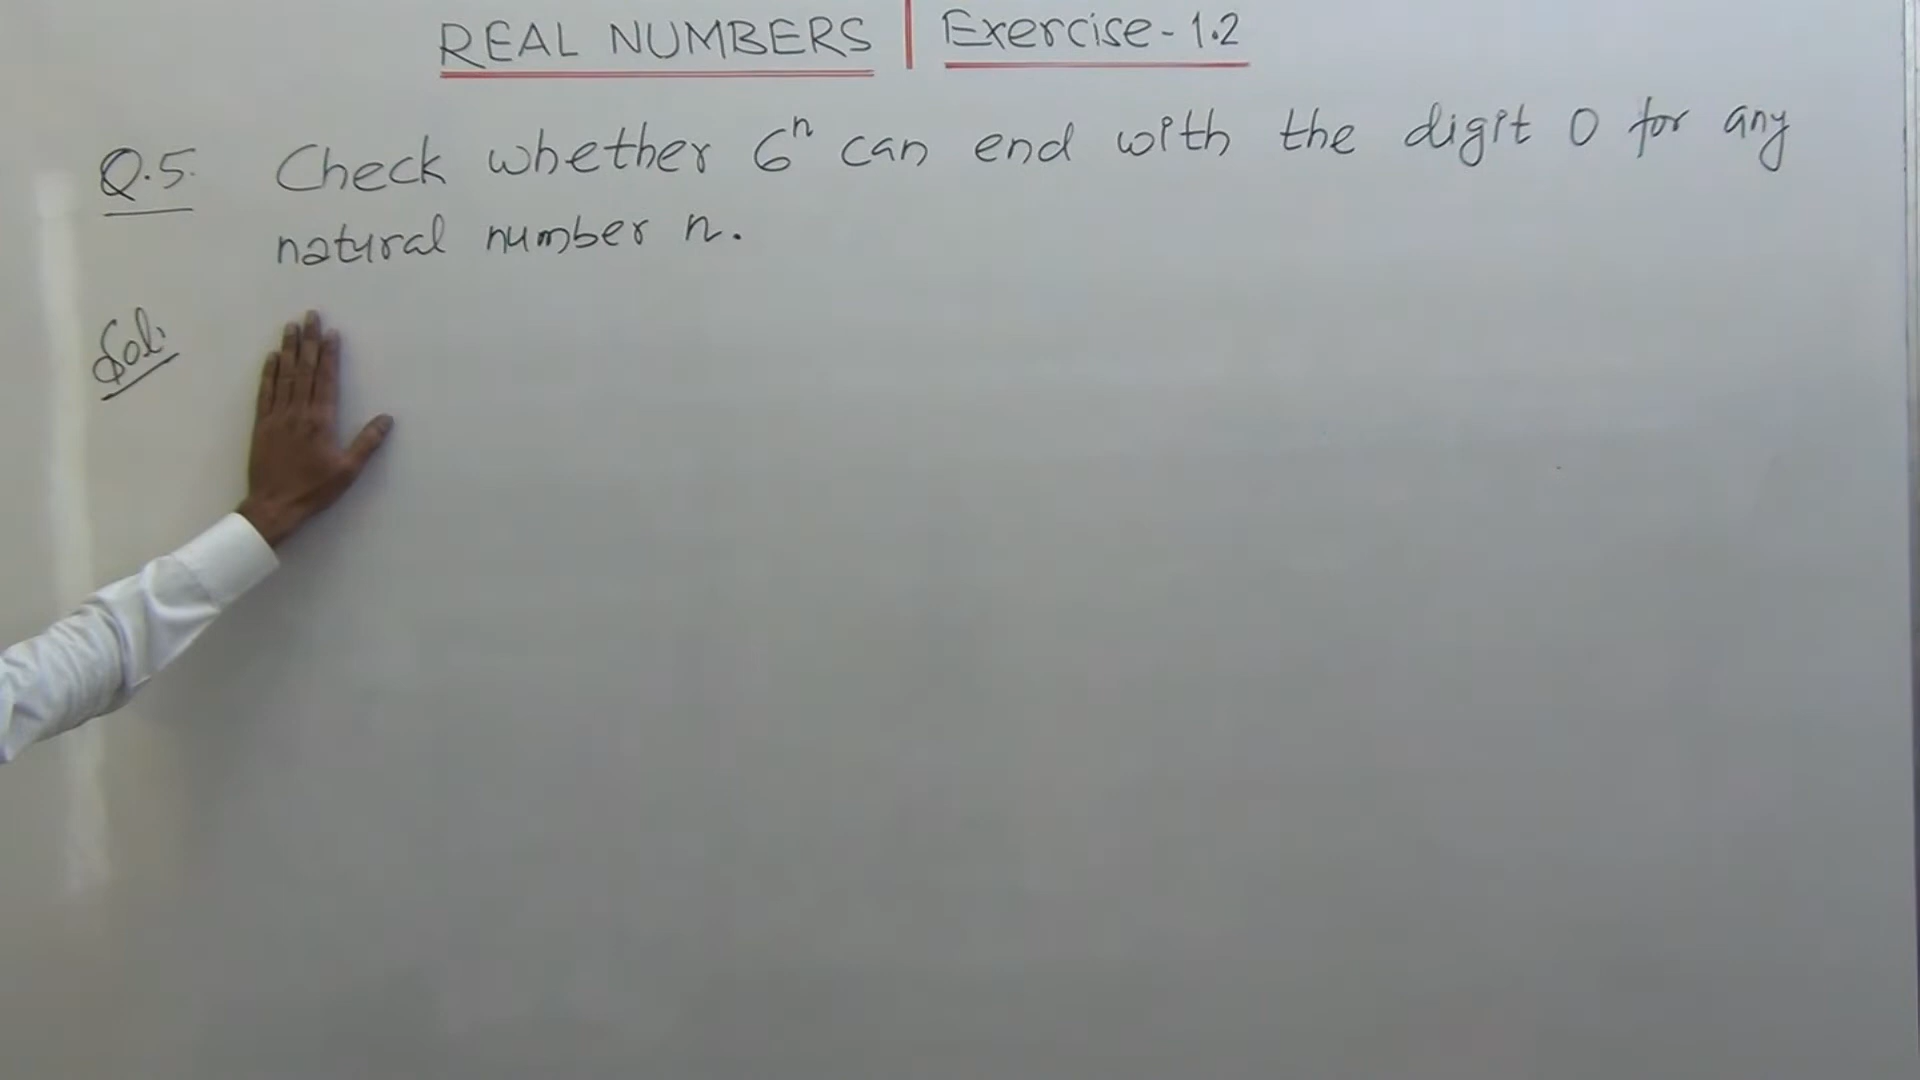 REAL NUMBERS | Exercise-1.2
Q.5. Check whether 6ⁿ can end with the digit 0 for any
natural number n.
Sol.